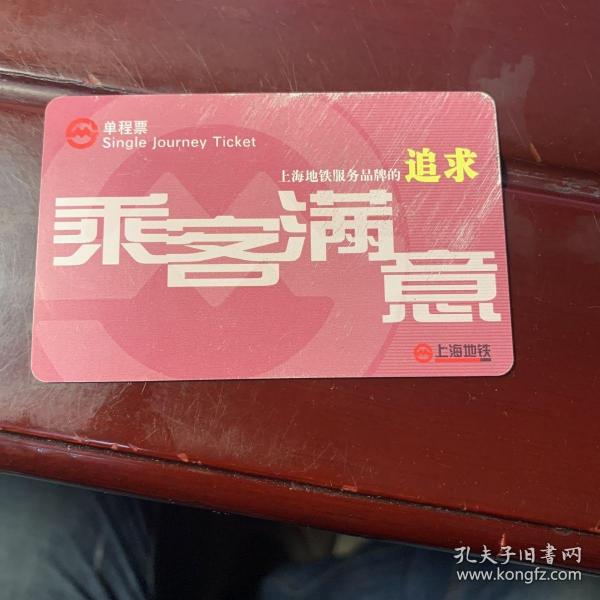 单程票
Single Journey Ticket
上海地铁服务品牌的 追求
乘客满意
上海地铁
孔夫子旧书网
www.kongfz.com